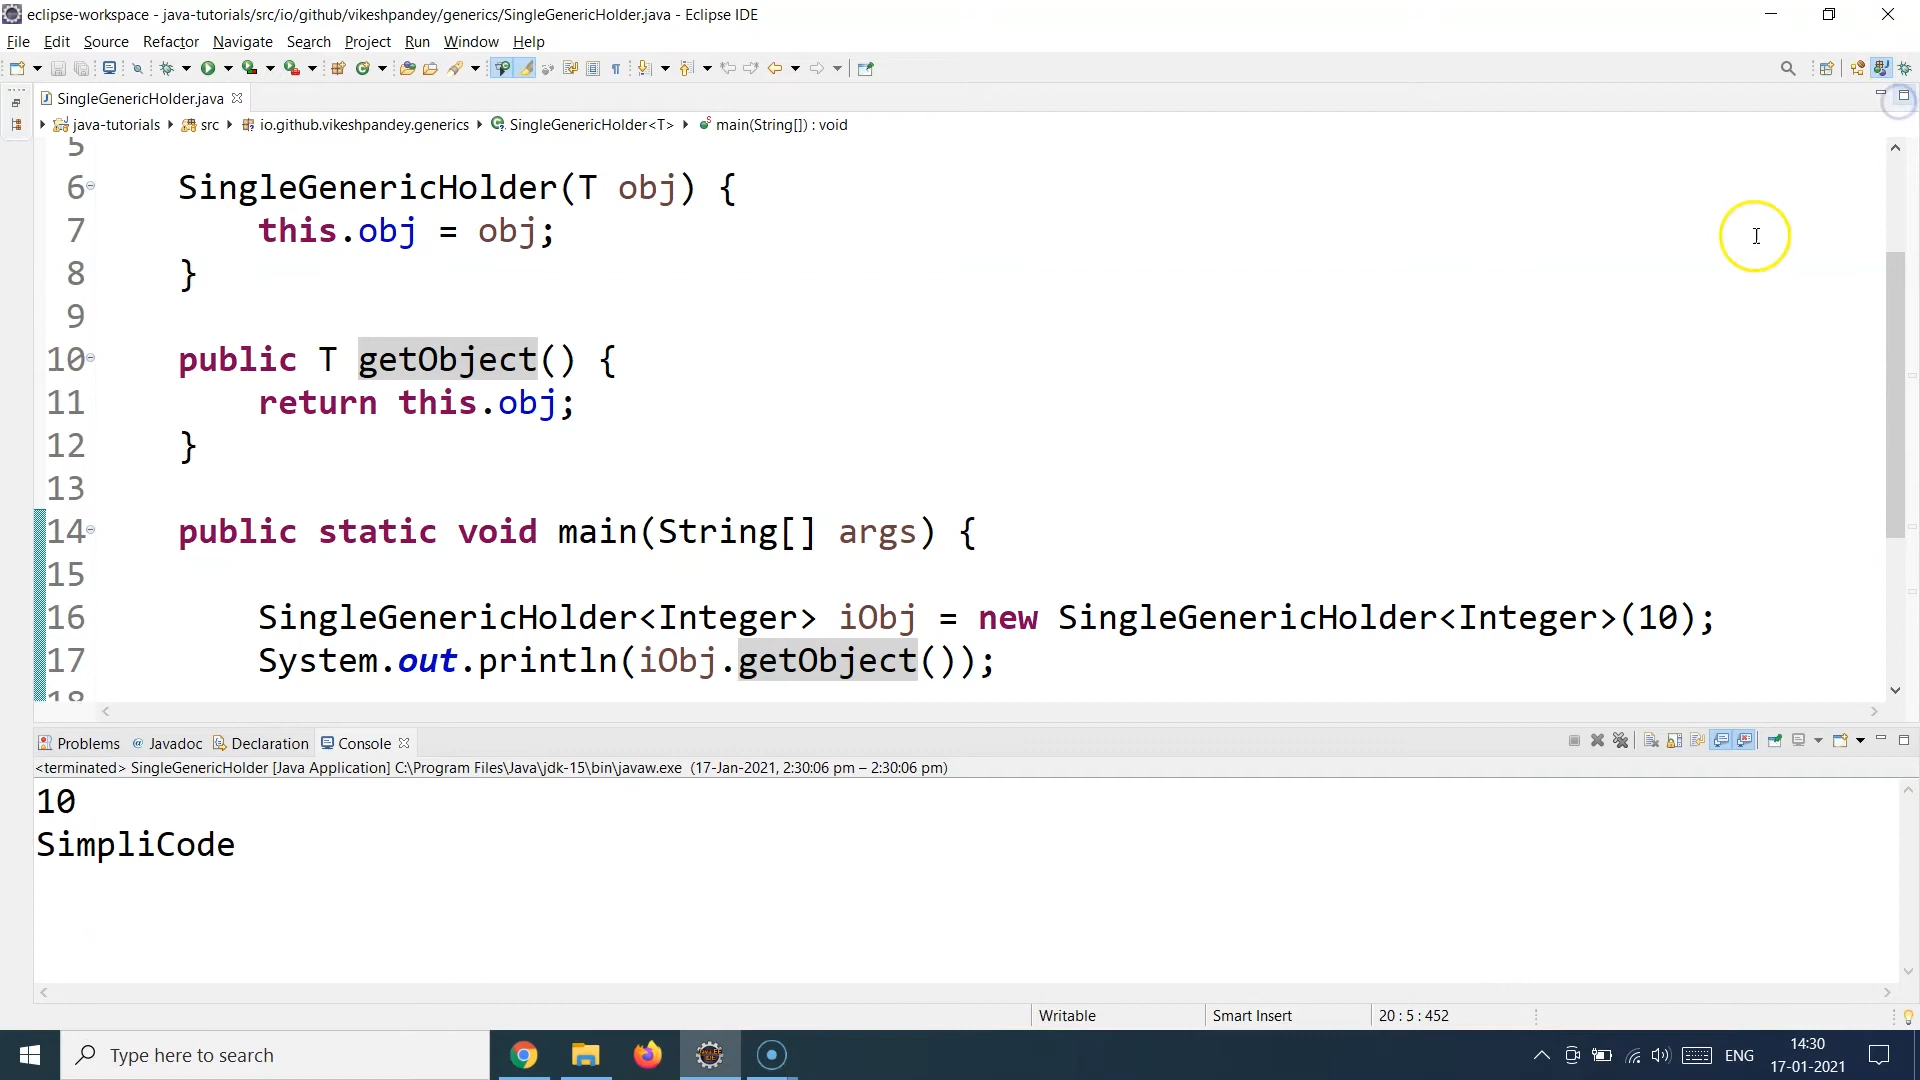 eclipse-workspace - java-tutorials/src/io/github/vikeshpandey/generics/SingleGenericHolder.java - Eclipse IDE
File Edit Source Refactor Navigate Search Project Run Window Help
SingleGenericHolder.java
java-tutorials src io.github.vikeshpandey.generics SingleGenericHolder<T> main(String[]) : void
5
6 SingleGenericHolder(T obj) {
7 this.obj = obj;
8 }
9
10 public T getObject() {
11 return this.obj;
12 }
13
14 public static void main(String[] args) {
15
16 SingleGenericHolder<Integer> iObj = new SingleGenericHolder<Integer>(10);
17 System.out.println(iObj.getObject());
18
Problems @ Javadoc Declaration Console
<terminated> SingleGenericHolder [Java Application] C:\Program Files\Java\jdk-15\bin\javaw.exe (17-Jan-2021, 2:30:06 pm – 2:30:06 pm)
10
SimpliCode
Writable Smart Insert 20 : 5 : 452
Type here to search
ENG
14:30
17-01-2021